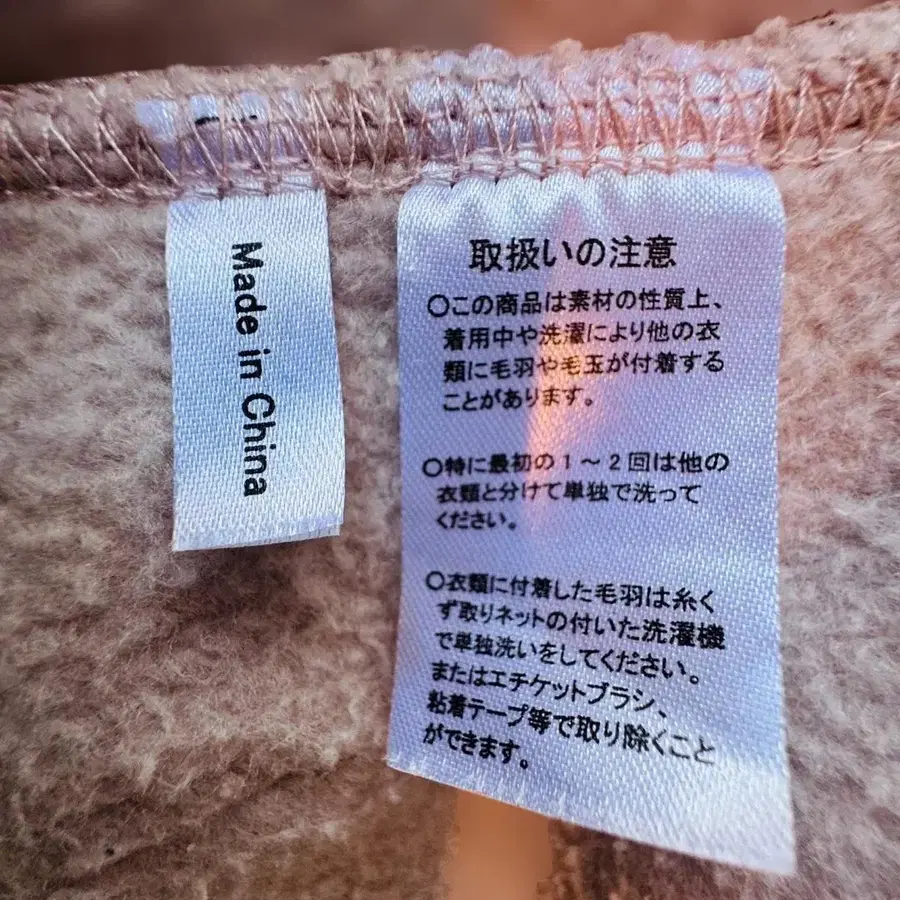 Made in China
取扱いの注意
○この商品は素材の性質上、
着用中や洗濯により他の衣
類に毛羽や毛玉が付着する
ことがあります。
○特に最初の1～2回は他の
衣類と分けて単独で洗って
ください。
○衣類に付着した毛羽は糸く
ず取りネットの付いた洗濯機
で単独洗いをしてください。
またはエチケットブラシ、
粘着テープ等で取り除くこと
ができます。